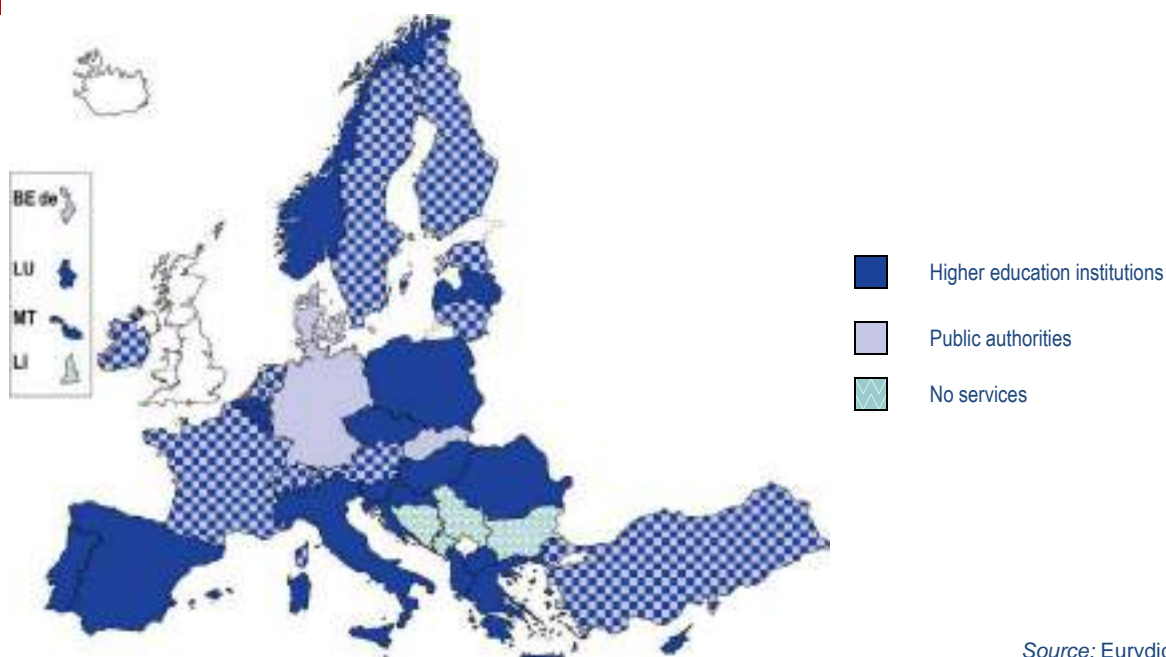 BE de
LU
MT
LI
Higher education institutions
Public authorities
No services
Source: Eurydic